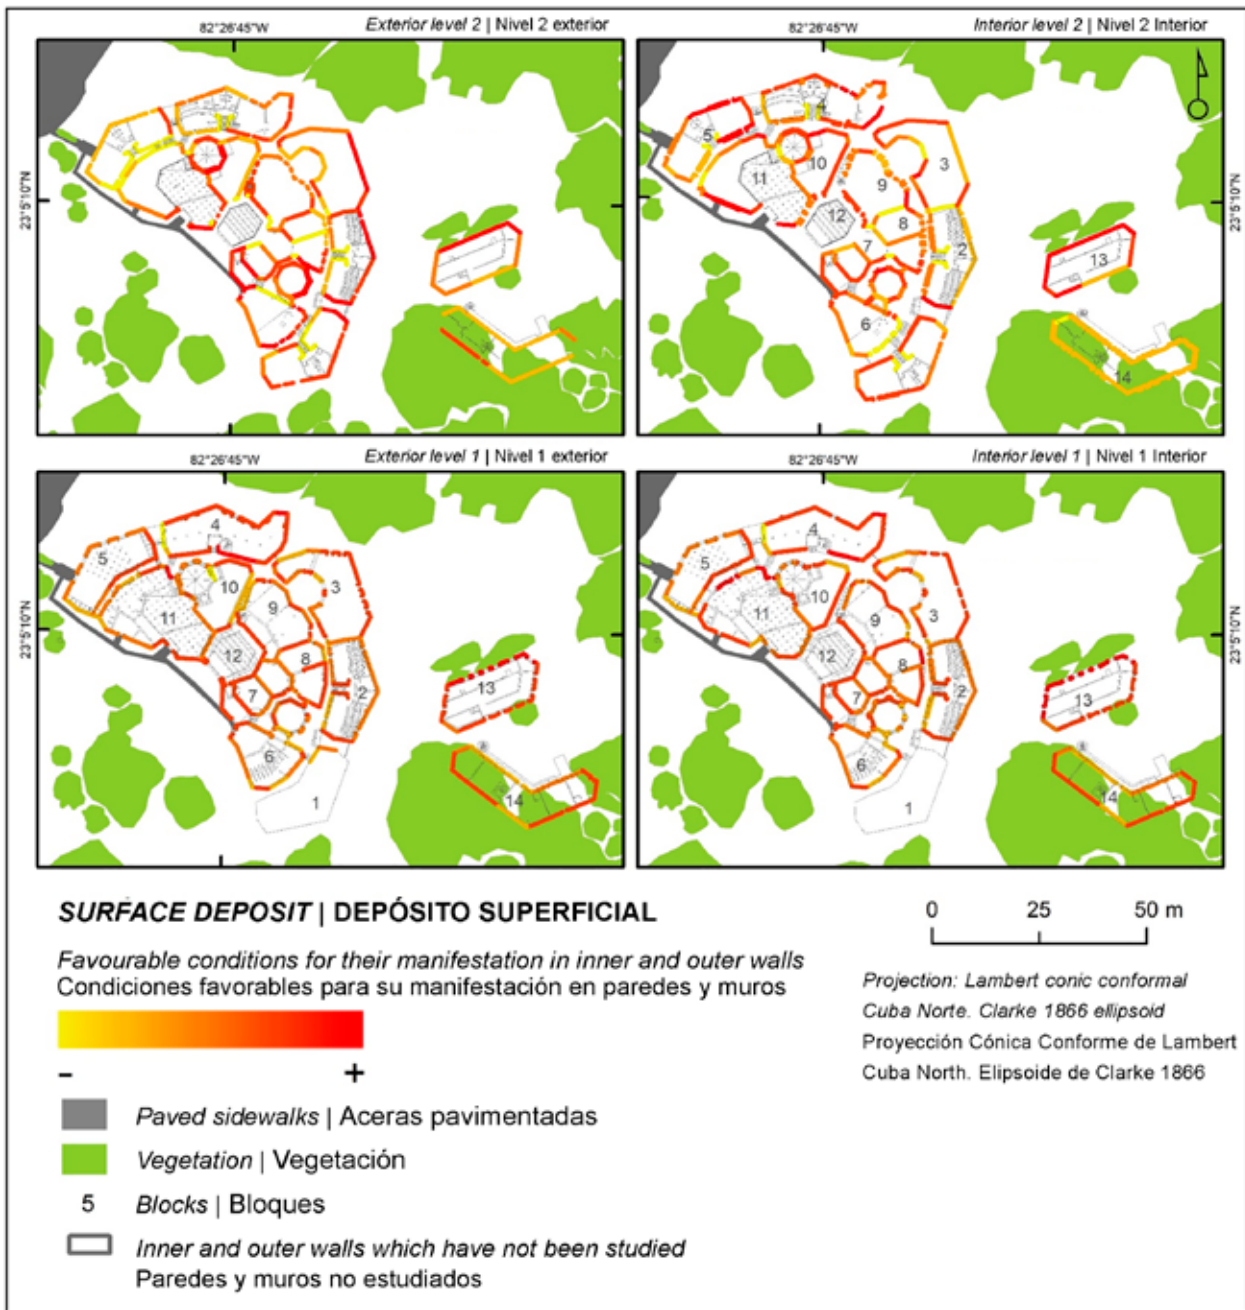 82°26'45"W
Exterior level 2 | Nivel 2 exterior
82°26'45"W
Interior level 2 | Nivel 2 Interior
23°5'10"N
4
5
3
10
11
9
12
8
7
2
13
6
14
23°5'10"N
82°26'45"W
Exterior level 1 | Nivel 1 exterior
82°26'45"W
Interior level 1 | Nivel 1 Interior
23°5'10"N
4
5
3
10
9
11
12
8
7
2
13
6
14
1
4
5
3
10
9
11
12
8
7
2
13
6
14
1
23°5'10"N
SURFACE DEPOSIT | DEPÓSITO SUPERFICIAL
Favourable conditions for their manifestation in inner and outer walls
Condiciones favorables para su manifestación en paredes y muros
- +
Paved sidewalks | Aceras pavimentadas
Vegetation | Vegetación
5 Blocks | Bloques
Inner and outer walls which have not been studied
Paredes y muros no estudiados
0 25 50 m
Projection: Lambert conic conformal
Cuba Norte. Clarke 1866 ellipsoid
Proyección Cónica Conforme de Lambert
Cuba North. Elipsoide de Clarke 1866